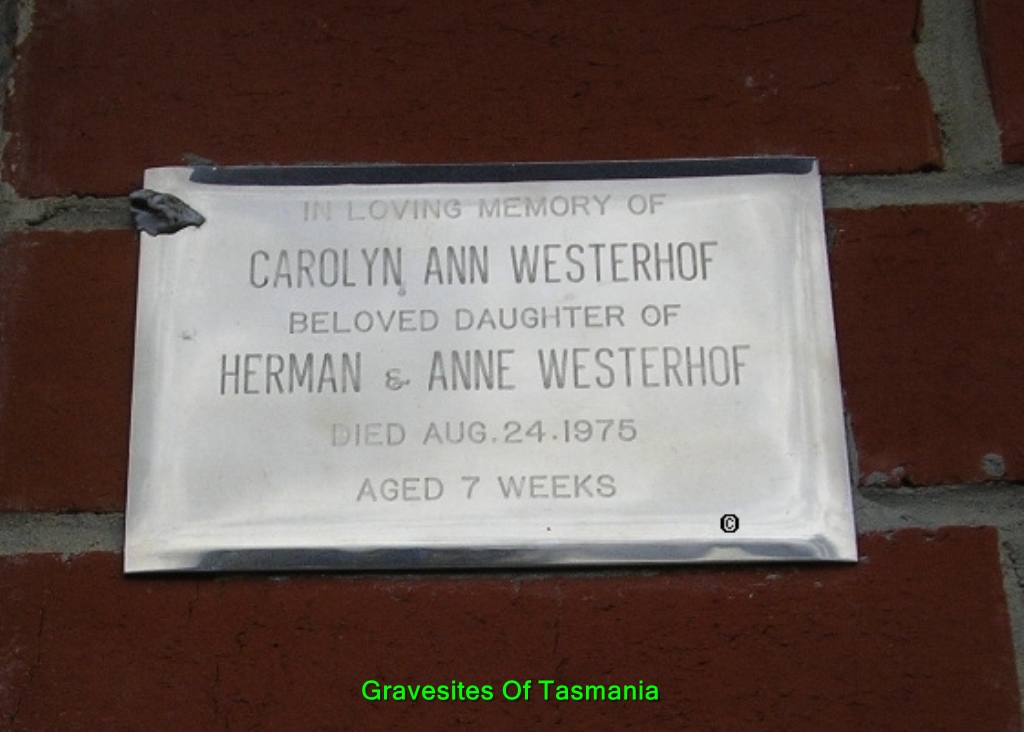 IN LOVING MEMORY OF
CAROLYN ANN WESTERHOF
BELOVED DAUGHTER OF
HERMAN & ANNE WESTERHOF
DIED AUG.24.1975
AGED 7 WEEKS
©
Gravesites Of Tasmania